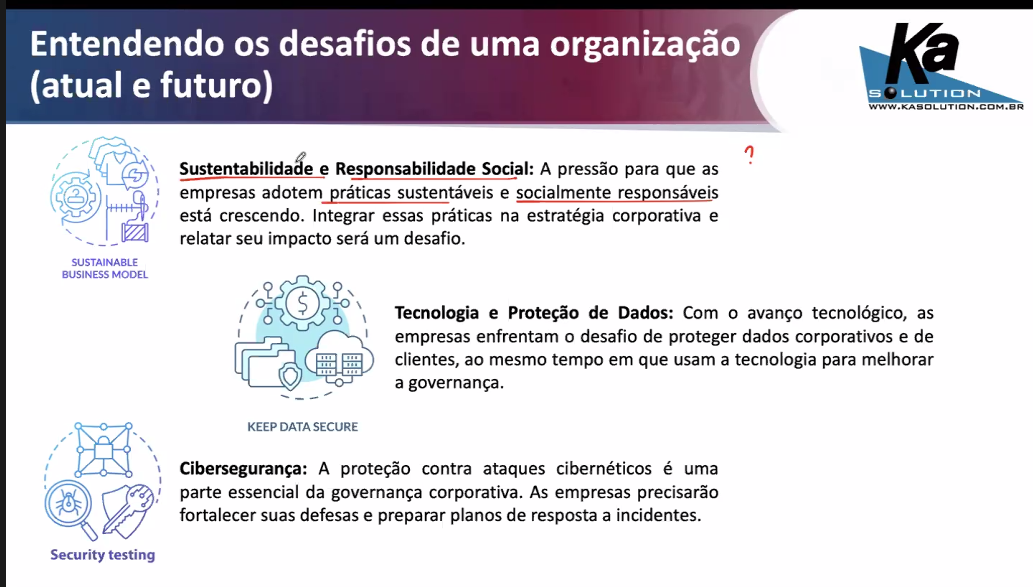 Entendendo os desafios de uma organização
(atual e futuro)
Ka
SOLUTION
WWW.KASOLUTION.COM.BR
Sustentabilidade e Responsabilidade Social: A pressão para que as
empresas adotem práticas sustentáveis e socialmente responsáveis
está crescendo. Integrar essas práticas na estratégia corporativa e
relatar seu impacto será um desafio.
?
SUSTAINABLE
BUSINESS MODEL
$
Tecnologia e Proteção de Dados: Com o avanço tecnológico, as
empresas enfrentam o desafio de proteger dados corporativos e de
clientes, ao mesmo tempo em que usam a tecnologia para melhorar
a governança.
KEEP DATA SECURE
Cibersegurança: A proteção contra ataques cibernéticos é uma
parte essencial da governança corporativa. As empresas precisarão
fortalecer suas defesas e preparar planos de resposta a incidentes.
Security testing